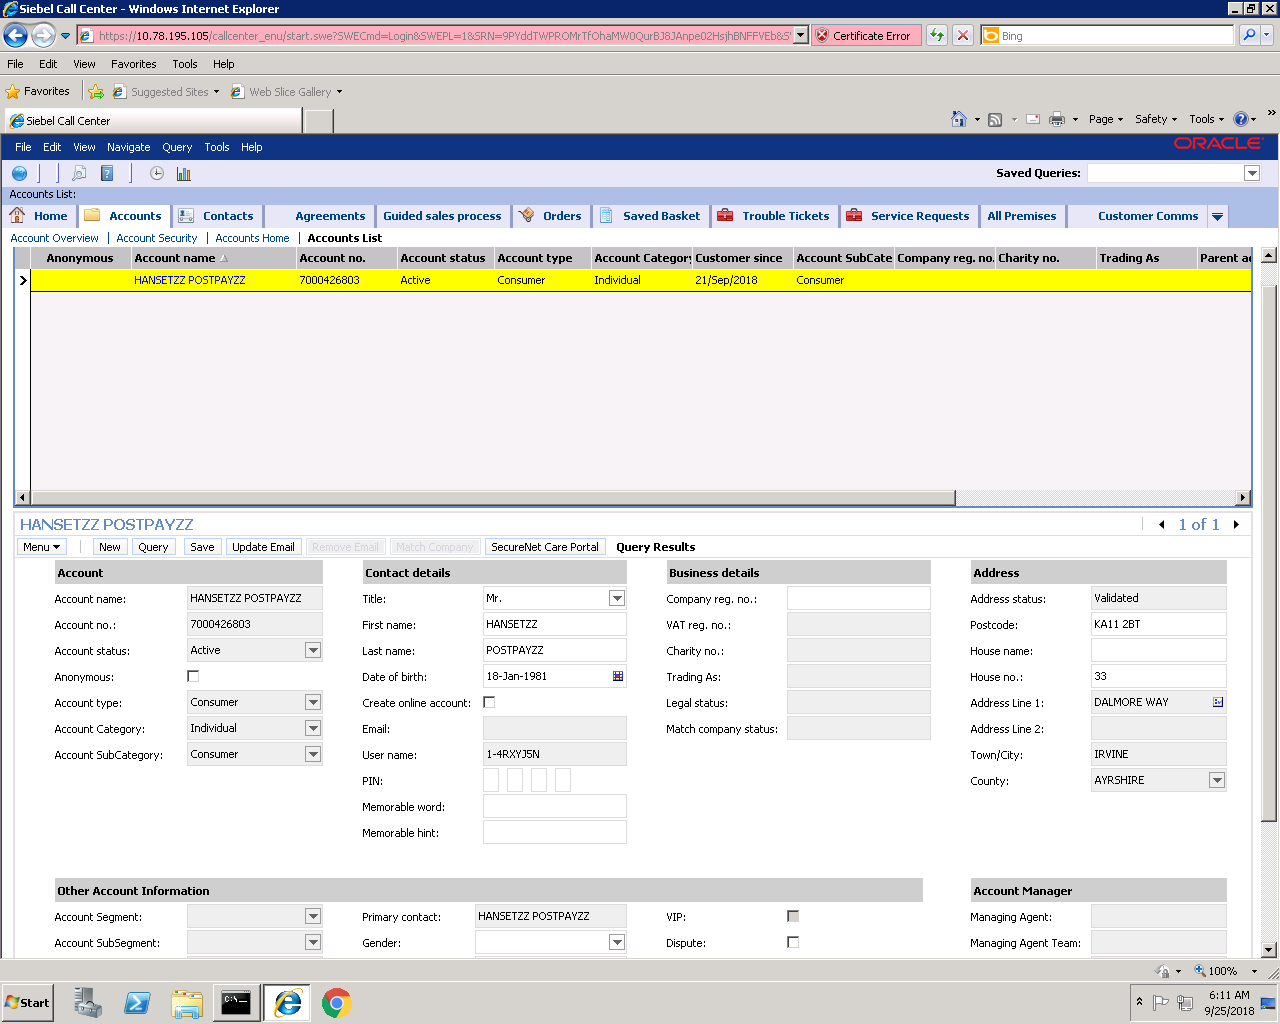 Siebel Call Center - Windows Internet Explorer
https://10.78.195.105/callcenter_enu/start.swe?SWECmd=Login&SWEPL=1&SRN= Certificate Error Bing
File Edit View Favorites Tools Help
Favorites Suggested Sites Web Slice Gallery
Siebel Call Center Page Safety Tools »
File Edit View Navigate Query Tools Help ORACLE
Saved Queries:
Accounts List:
Home Accounts Contacts Agreements Guided sales process Orders Saved Basket Trouble Tickets Service Requests All Premises Customer Comms
Account Overview | Account Security | Accounts Home | Accounts List
Anonymous Account name Account no. Account status Account type Account Category Customer since Account SubCate Company reg. no. Charity no. Trading As Parent ac
HANSETZZ POSTPAYZZ 7000426803 Active Consumer Individual 21/Sep/2018 Consumer
HANSETZZ POSTPAYZZ 1 of 1
Menu New Query Save Update Email Remove Email Match Company SecureNet Care Portal Query Results
Account Contact details Business details Address
Account name: HANSETZZ POSTPAYZZ Title: Mr. Company reg. no.: Address status: Validated
Account no.: 7000426803 First name: HANSETZZ VAT reg. no.: Postcode: KA11 2BT
Account status: Active Last name: POSTPAYZZ Charity no.: House name:
Anonymous: Date of birth: 18-Jan-1981 Trading As: House no.: 33
Account type: Consumer Create online account: Legal status: Address Line 1: DALMORE WAY
Account Category: Individual Email: Match company status: Address Line 2:
Account SubCategory: Consumer User name: 1-4RXYJ5N Town/City: IRVINE
PIN: County: AYRSHIRE
Memorable word:
Memorable hint:
Other Account Information Account Manager
Account Segment: Primary contact: HANSETZZ POSTPAYZZ VIP: Managing Agent:
Account SubSegment: Gender: Dispute: Managing Agent Team:
100%
Start 6:11 AM
9/25/2018